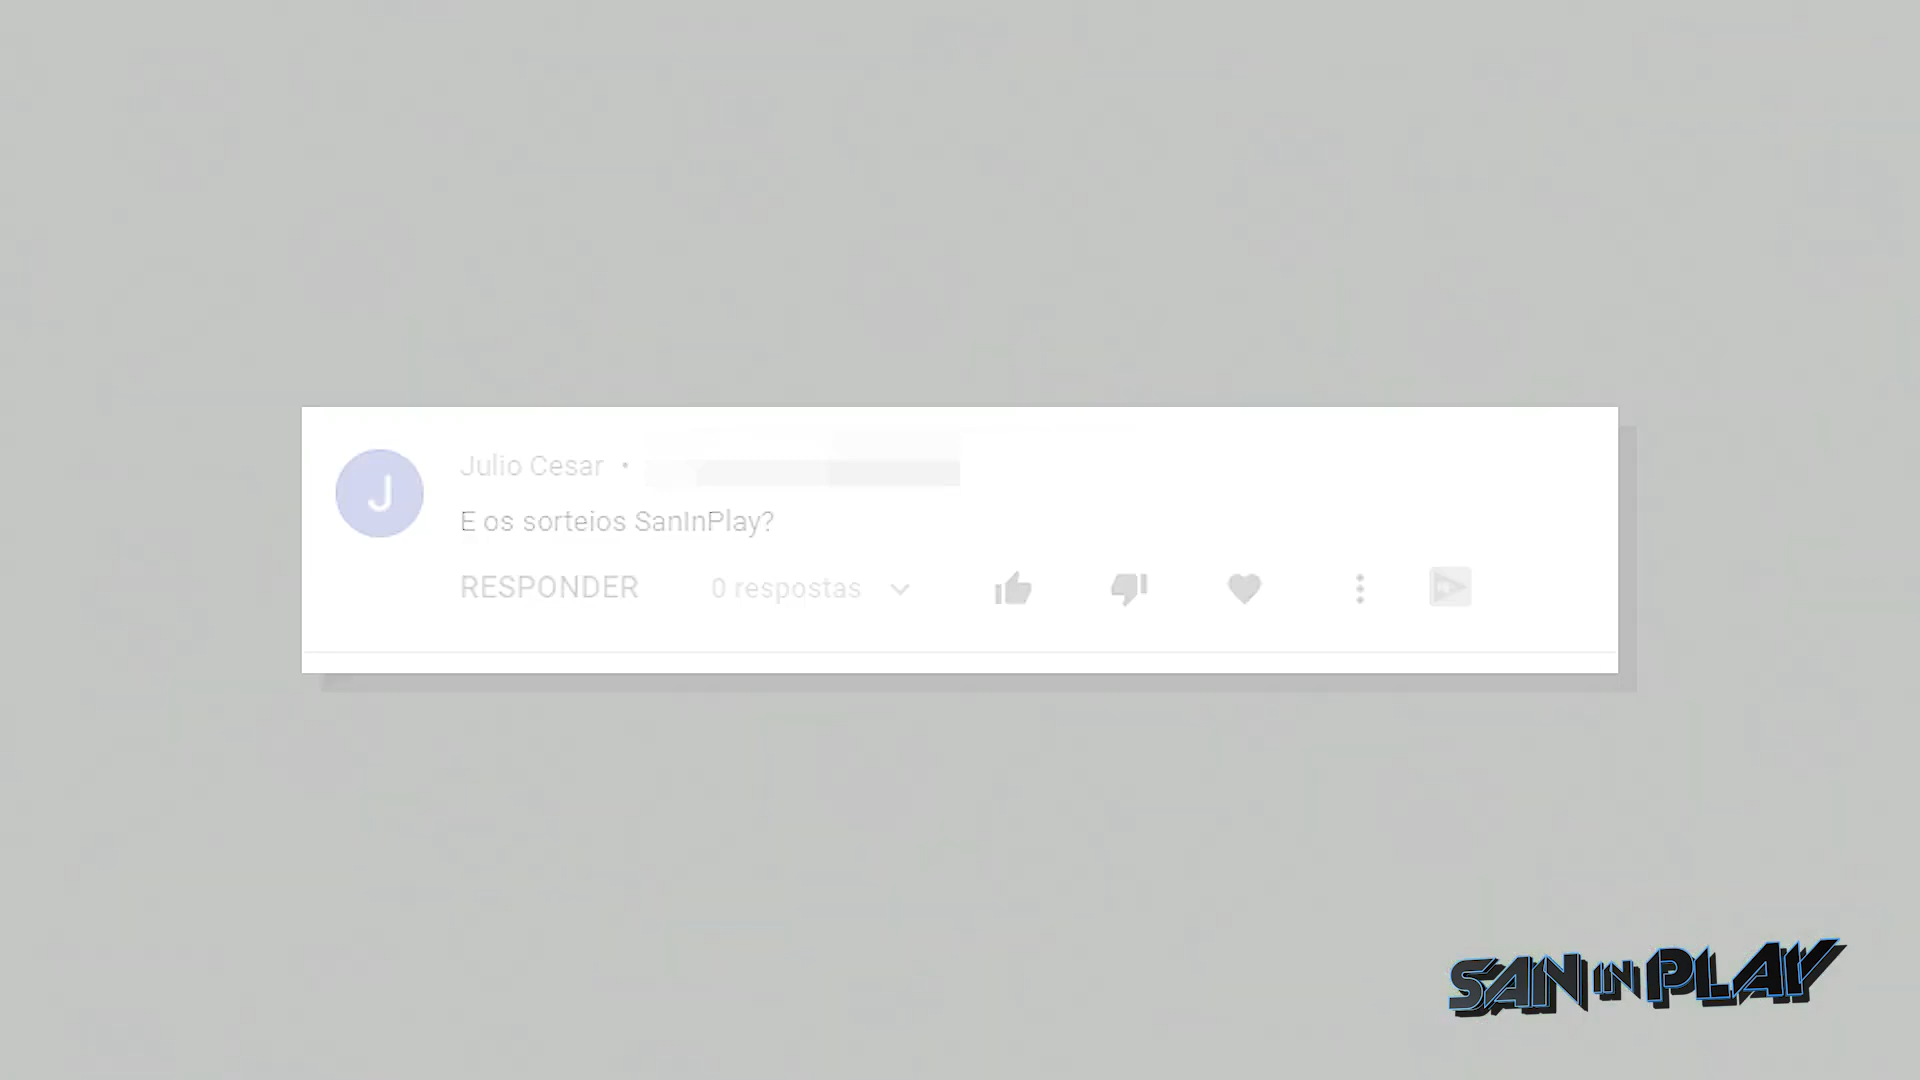 Julio Cesar •
J
E os sorteios SanInPlay?
RESPONDER 0 respostas
SAN IN PLAY